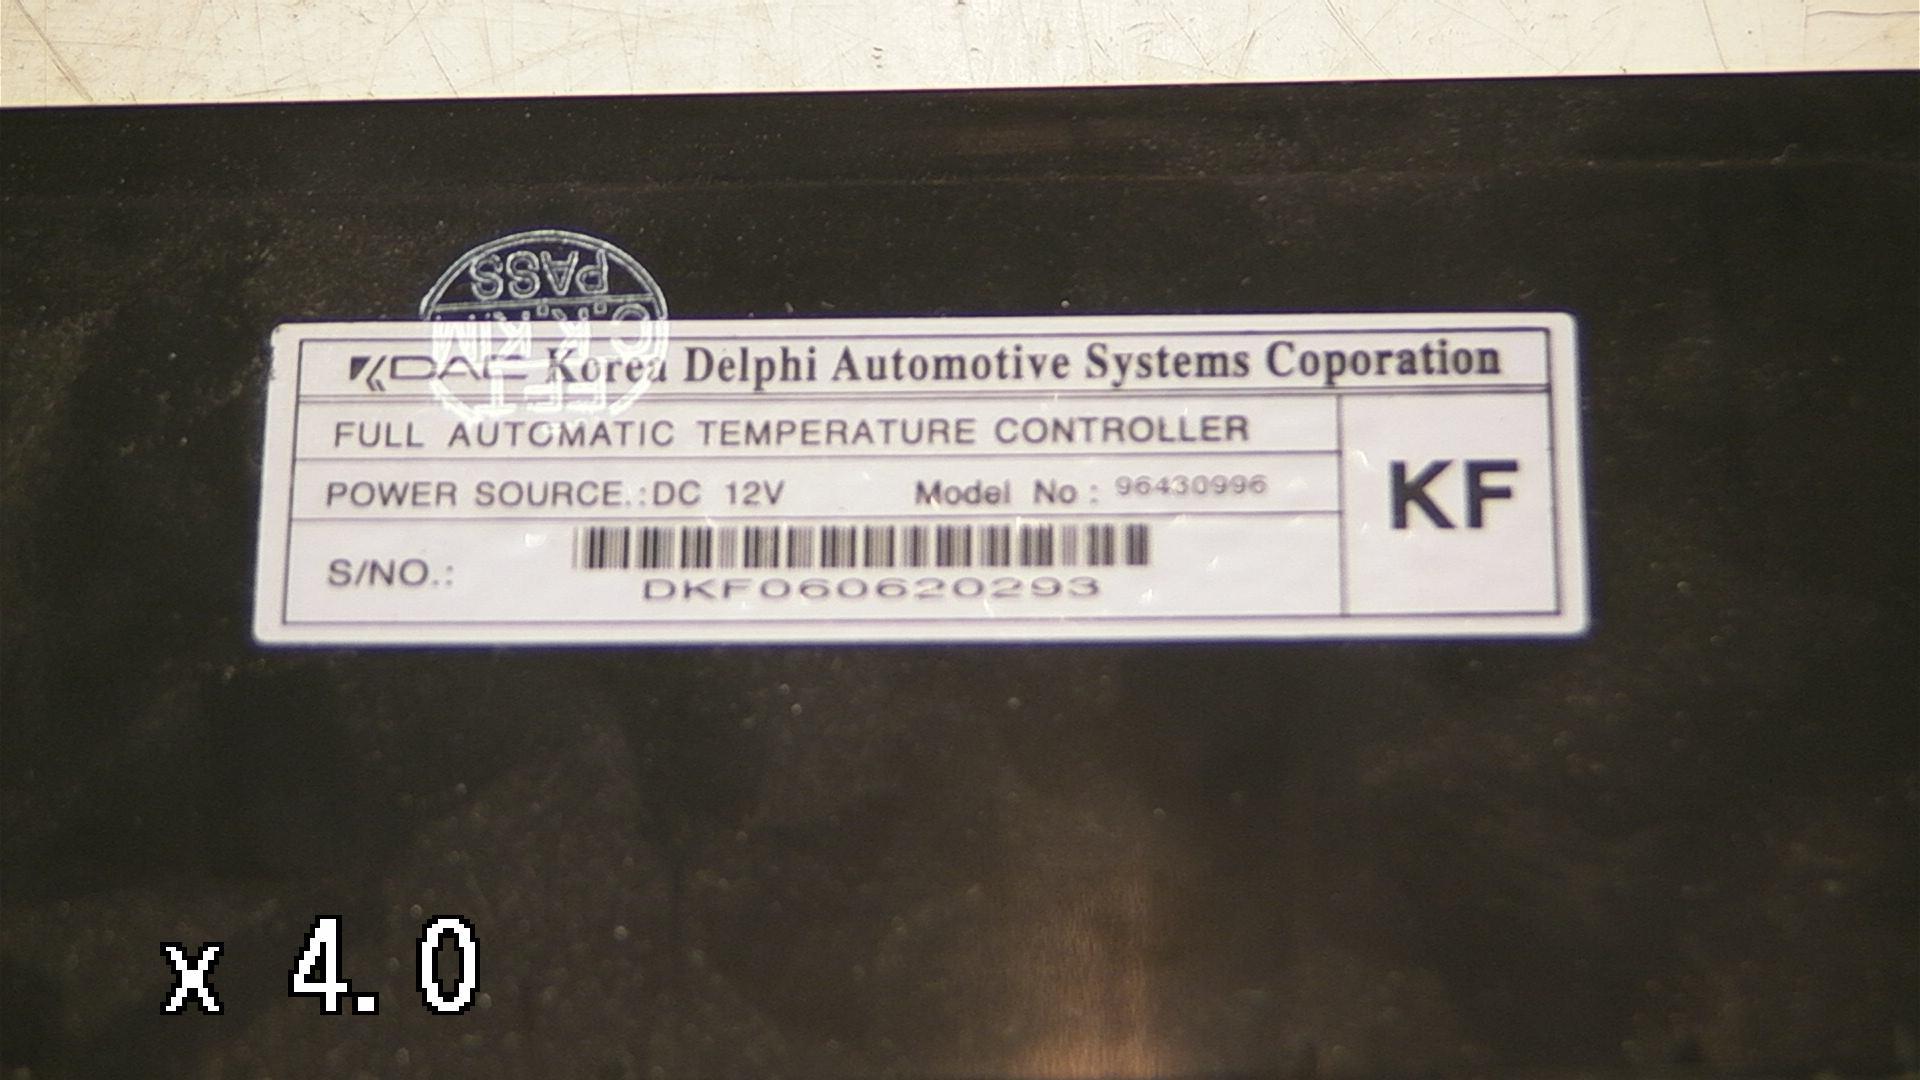 PASS
C.K.KIM
KDAC Korea Delphi Automotive Systems Coporation
FULL AUTOMATIC TEMPERATURE CONTROLLER
POWER SOURCE.:DC 12V Model No : 96430996
KF
S/NO.:
DKF060620293
x 4.0